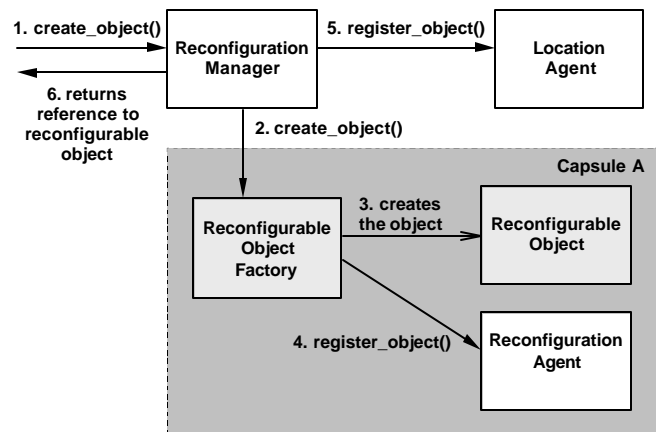 1. create_object()
Reconfiguration
Manager
5. register_object()
Location
Agent
6. returns
reference to
reconfigurable
object
2. create_object()
Capsule A
Reconfigurable
Object
Factory
3. creates
the object
Reconfigurable
Object
4. register_object()
Reconfiguration
Agent